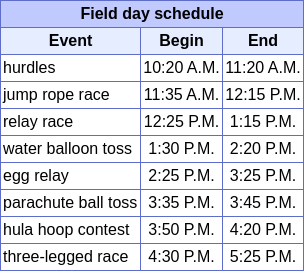 Field day schedule
Event Begin End
hurdles 10:20 A.M. 11:20 A.M.
jump rope race 11:35 A.M. 12:15 P.M.
relay race 12:25 P.M. 1:15 P.M.
water balloon toss 1:30 P.M. 2:20 P.M.
egg relay 2:25 P.M. 3:25 P.M.
parachute ball toss 3:35 P.M. 3:45 P.M.
hula hoop contest 3:50 P.M. 4:20 P.M.
three-legged race 4:30 P.M. 5:25 P.M.